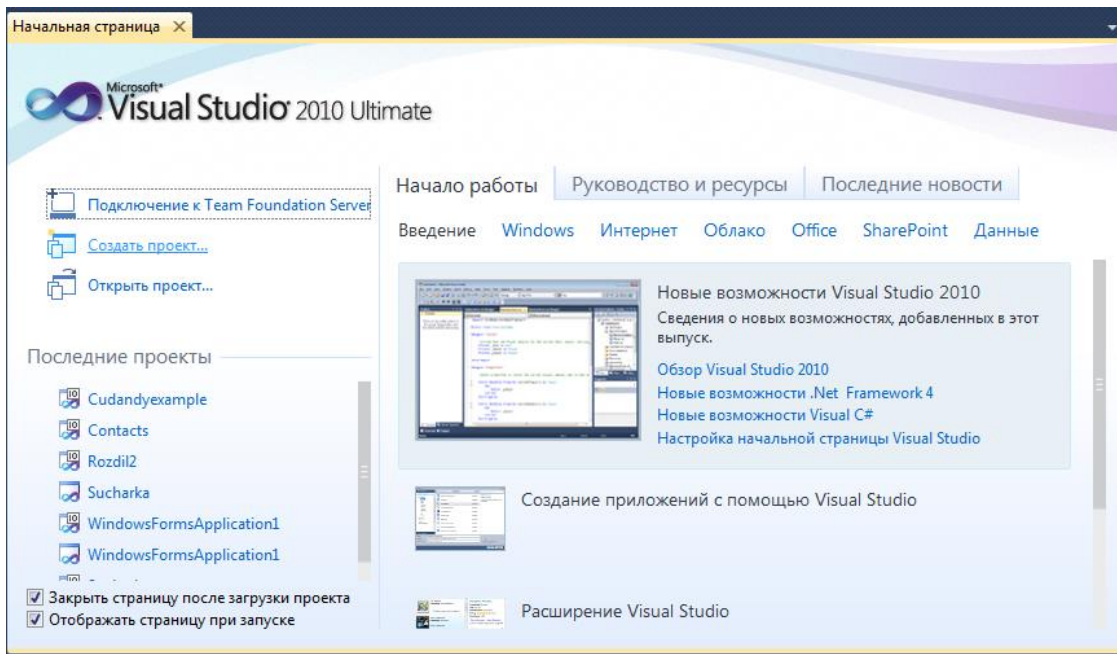 Начальная страница
Microsoft
Visual Studio 2010 Ultimate
Подключение к Team Foundation Server
Создать проект...
Открыть проект...
Последние проекты
Cudandyexample
Contacts
Rozdil2
Sucharka
WindowsFormsApplication1
WindowsFormsApplication1
Закрыть страницу после загрузки проекта
Отображать страницу при запуске
Начало работы Руководство и ресурсы Последние новости
Введение Windows Интернет Облако Office SharePoint Данные
Новые возможности Visual Studio 2010
Сведения о новых возможностях, добавленных в этот
выпуск.
Обзор Visual Studio 2010
Новые возможности .Net Framework 4
Новые возможности Visual C#
Настройка начальной страницы Visual Studio
Создание приложений с помощью Visual Studio
Расширение Visual Studio